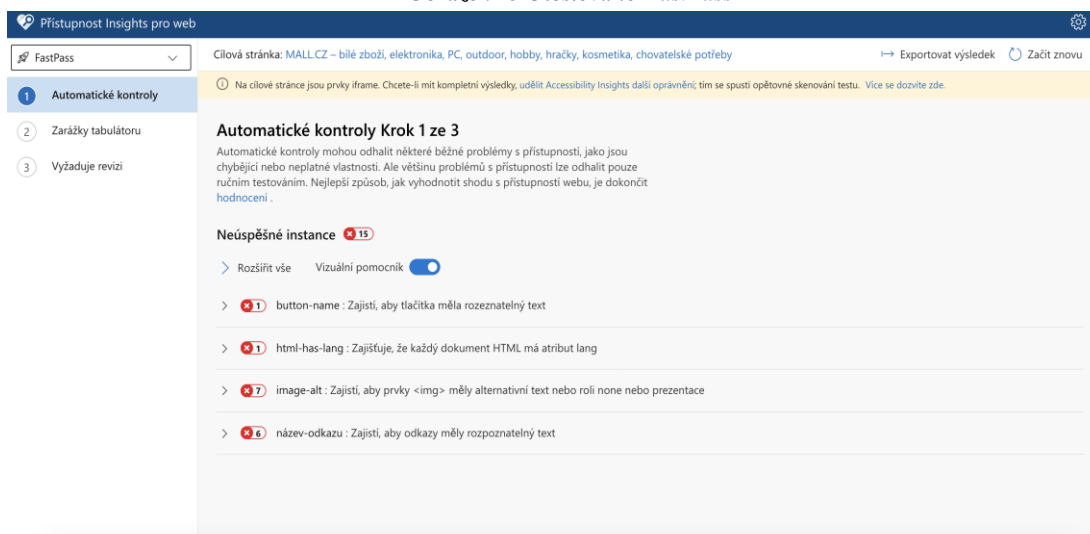 Přístupnost Insights pro web
FastPass
Cílová stránka: MALL.CZ – bílé zboží, elektronika, PC, outdoor, hobby, hračky, kosmetika, chovatelské potřeby
Exportovat výsledek
Začít znovu
Na cílové stránce jsou prvky iframe. Chcete-li mít kompletní výsledky, udělit Accessibility Insights další oprávnění; tím se spustí opětovné skenování testu. Více se dozvíte zde.
1 Automatické kontroly
2 Zarážky tabulátoru
3 Vyžaduje revizi
Automatické kontroly Krok 1 ze 3
Automatické kontroly mohou odhalit některé běžné problémy s přístupností, jako jsou
chybějící nebo neplatné vlastnosti. Ale většinu problémů s přístupností lze odhalit pouze
ručním testováním. Nejlepší způsob, jak vyhodnotit shodu s přístupností webu, je dokončit
hodnocení .
Neúspěšné instance 15
Rozšířit vše
Vizuální pomocník
1 button-name : Zajistí, aby tlačítka měla rozeznatelný text
1 html-has-lang : Zajišťuje, že každý dokument HTML má atribut lang
7 image-alt : Zajistí, aby prvky <img> měly alternativní text nebo roli none nebo prezentace
6 název-odkazu : Zajistí, aby odkazy měly rozpoznatelný text